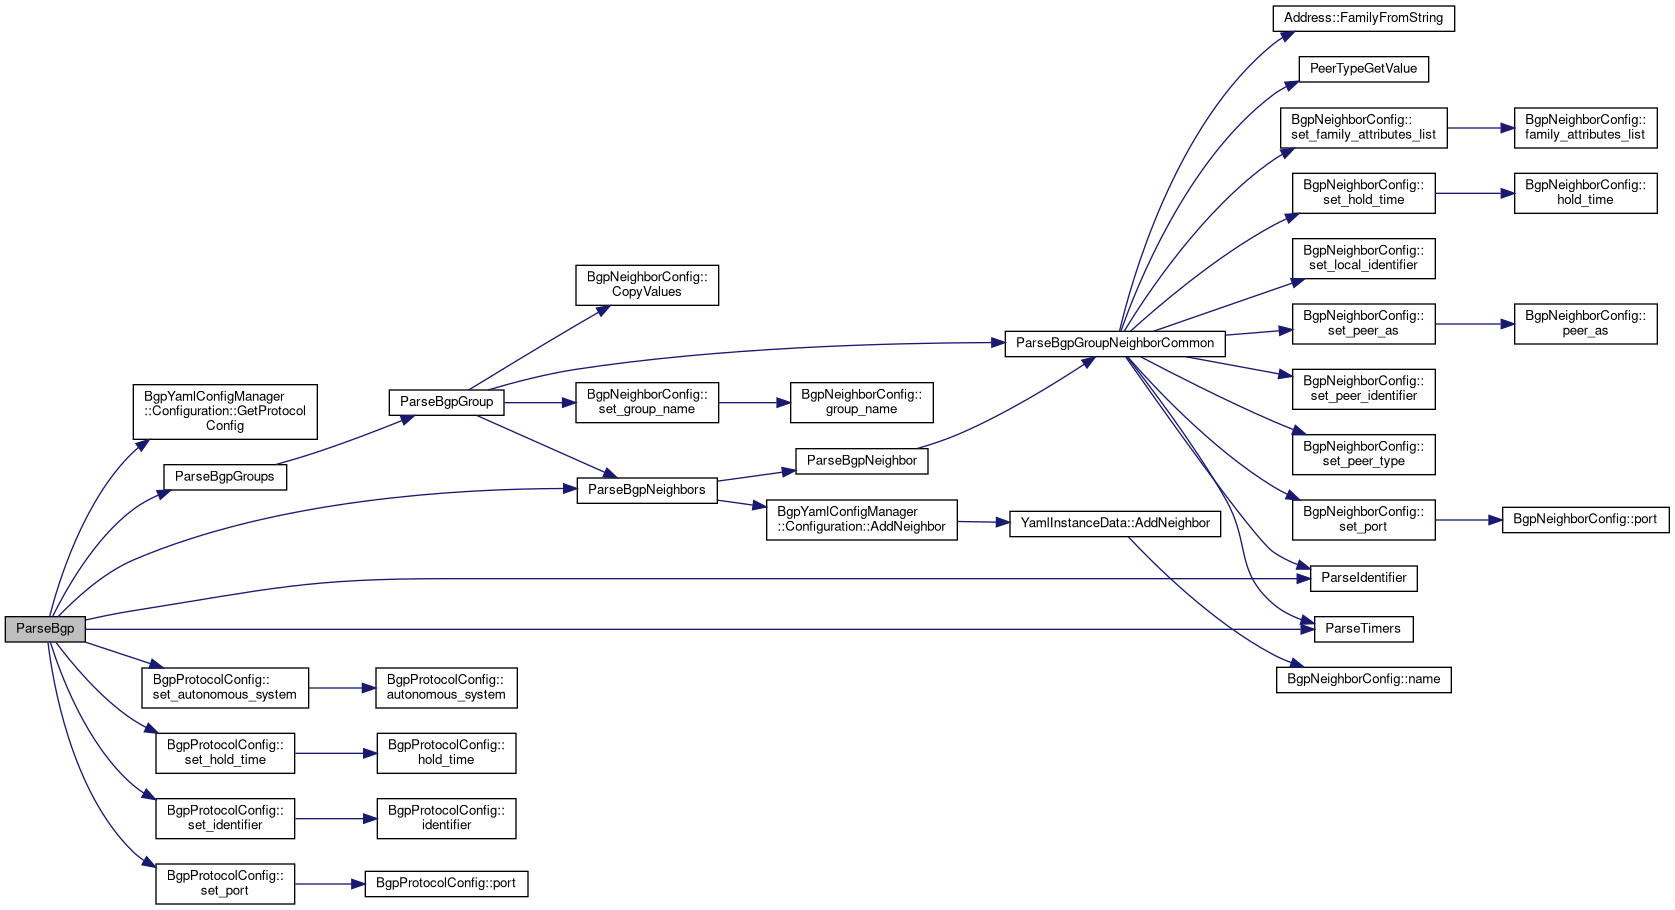 Address::FamilyFromString
PeerTypeGetValue
BgpNeighborConfig::
set_family_attributes_list
BgpNeighborConfig::
family_attributes_list
BgpNeighborConfig::
set_hold_time
BgpNeighborConfig::
hold_time
BgpNeighborConfig::
set_local_identifier
BgpNeighborConfig::
CopyValues
BgpNeighborConfig::
set_peer_as
BgpNeighborConfig::
peer_as
ParseBgpGroupNeighborCommon
BgpNeighborConfig::
set_peer_identifier
BgpYamlConfigManager
::Configuration::GetProtocol
Config
ParseBgpGroup
BgpNeighborConfig::
set_group_name
BgpNeighborConfig::
group_name
BgpNeighborConfig::
set_peer_type
ParseBgpNeighbor
ParseBgpGroups
ParseBgpNeighbors
BgpYamlConfigManager
::Configuration::AddNeighbor
YamlInstanceData::AddNeighbor
BgpNeighborConfig::
set_port
BgpNeighborConfig::port
ParseIdentifier
ParseBgp
ParseTimers
BgpNeighborConfig::name
BgpProtocolConfig::
set_autonomous_system
BgpProtocolConfig::
autonomous_system
BgpProtocolConfig::
set_hold_time
BgpProtocolConfig::
hold_time
BgpProtocolConfig::
set_identifier
BgpProtocolConfig::
identifier
BgpProtocolConfig::
set_port
BgpProtocolConfig::port